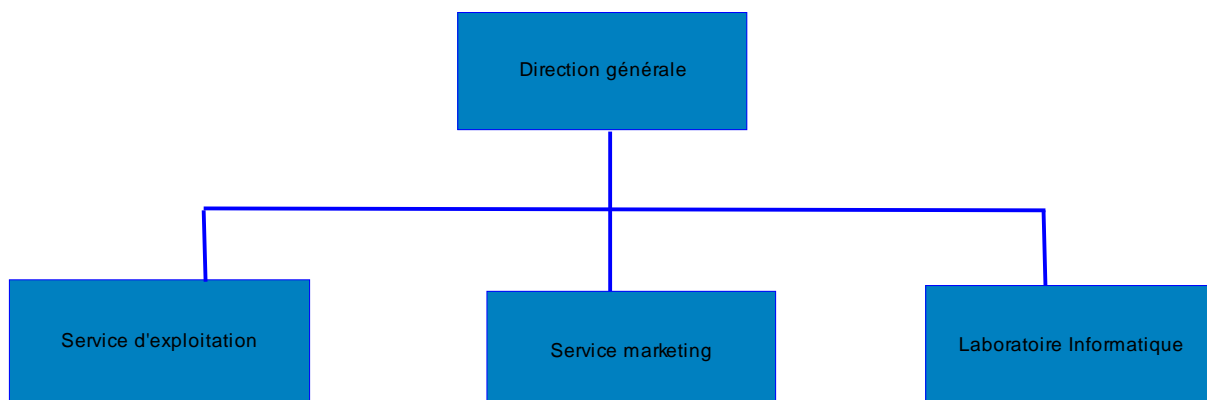 Direction générale
Service d'exploitation
Service marketing
Laboratoire Informatique